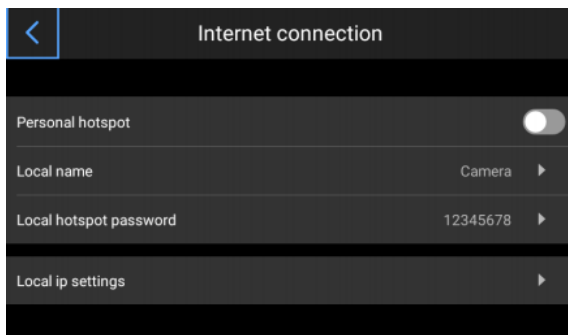 Internet connection
Personal hotspot
Local name Camera
Local hotspot password 12345678
Local ip settings